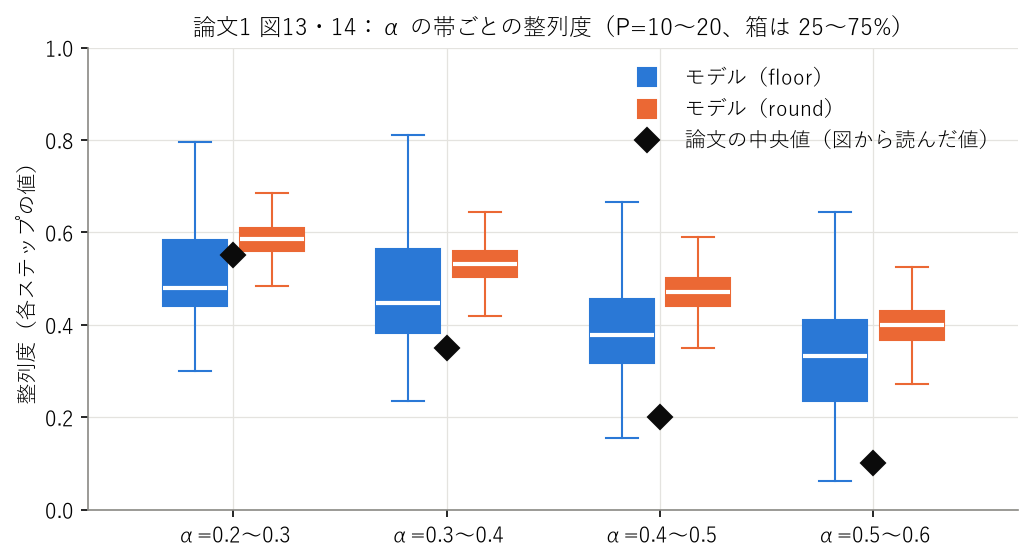 論文1 図13・14：α の帯ごとの整列度（P=10〜20、箱は 25〜75%）
モデル（floor）
モデル（round）
論文の中央値（図から読んだ値）
整列度（各ステップの値）
1.0
0.8
0.6
0.4
0.2
0.0
α=0.2〜0.3
α=0.3〜0.4
α=0.4〜0.5
α=0.5〜0.6